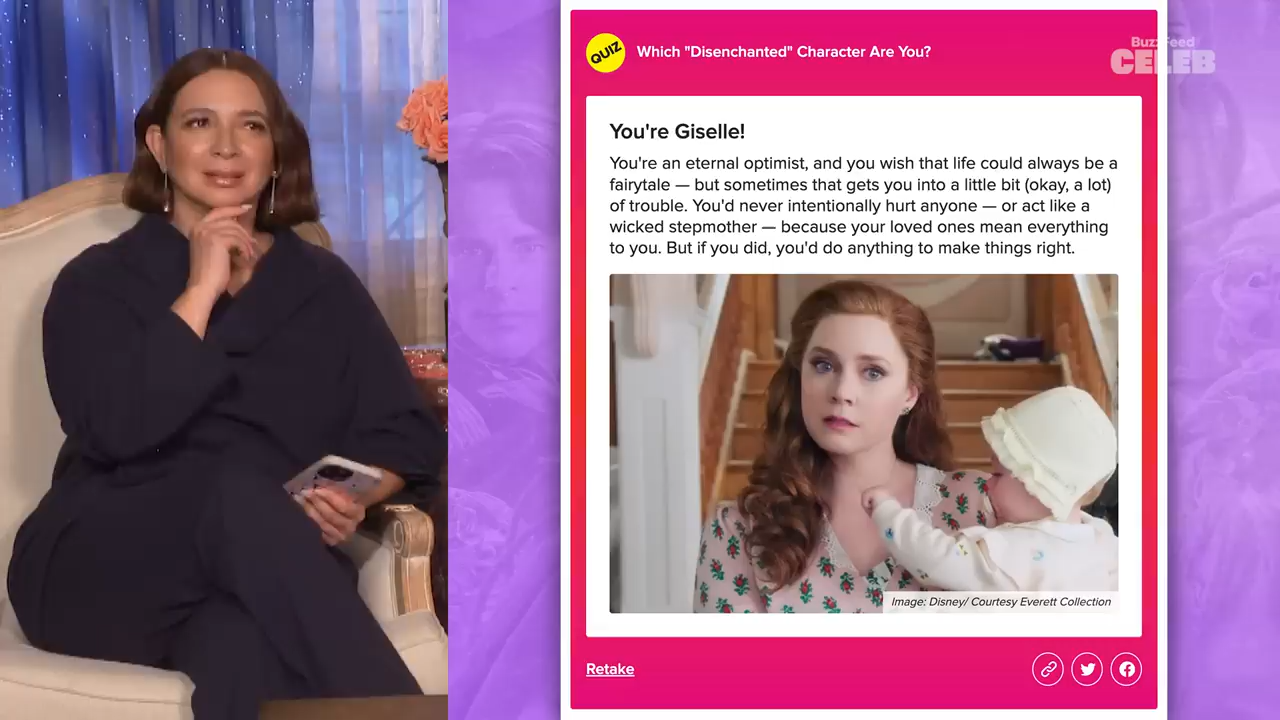 QUIZ
Which "Disenchanted" Character Are You?
BuzzFeed
CELEB
You're Giselle!
You're an eternal optimist, and you wish that life could always be a
fairytale — but sometimes that gets you into a little bit (okay, a lot)
of trouble. You'd never intentionally hurt anyone — or act like a
wicked stepmother — because your loved ones mean everything
to you. But if you did, you'd do anything to make things right.
Image: Disney/ Courtesy Everett Collection
Retake